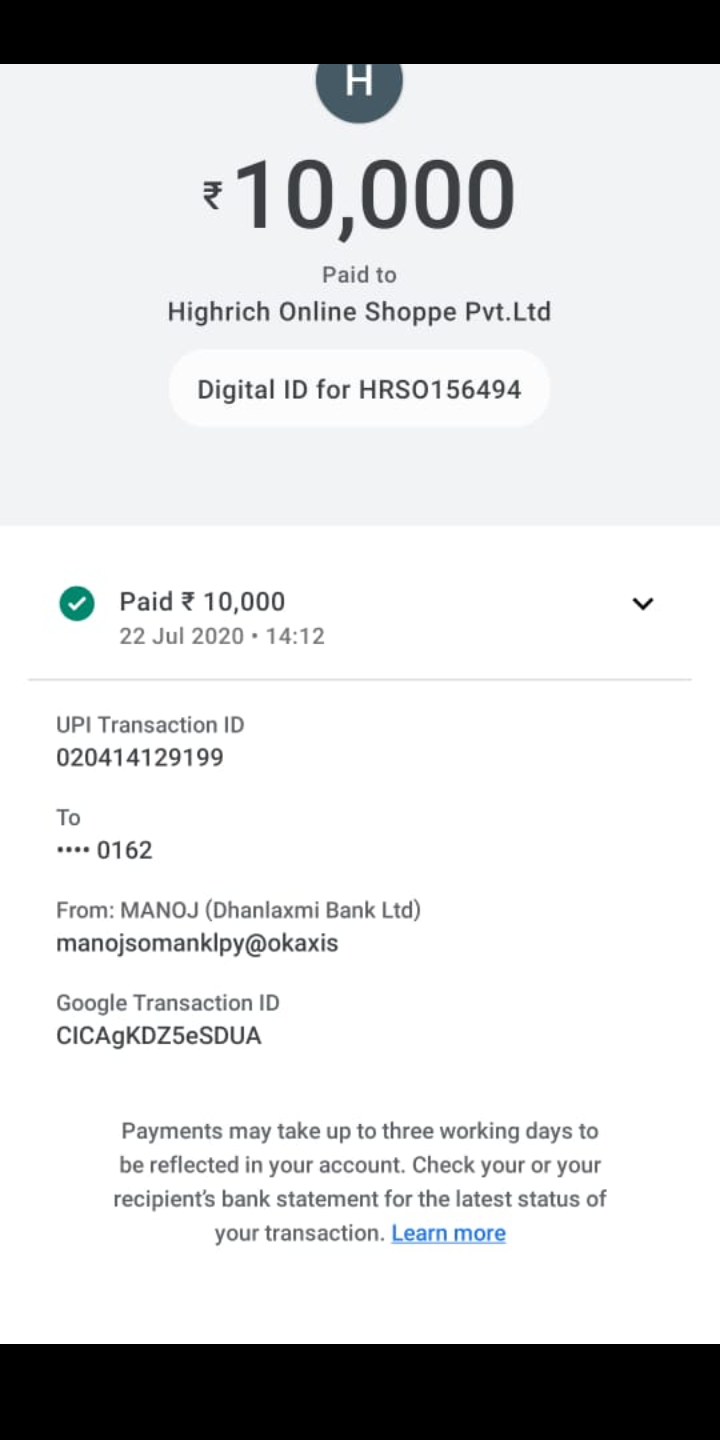 H
₹10,000
Paid to
Highrich Online Shoppe Pvt.Ltd
Digital ID for HRSO156494
Paid ₹ 10,000
22 Jul 2020 • 14:12
UPI Transaction ID
020414129199
To
•••• 0162
From: MANOJ (Dhanlaxmi Bank Ltd)
manojsomanklpy@okaxis
Google Transaction ID
CICAgKDZ5eSDUA
Payments may take up to three working days to
be reflected in your account. Check your or your
recipient's bank statement for the latest status of
your transaction. Learn more